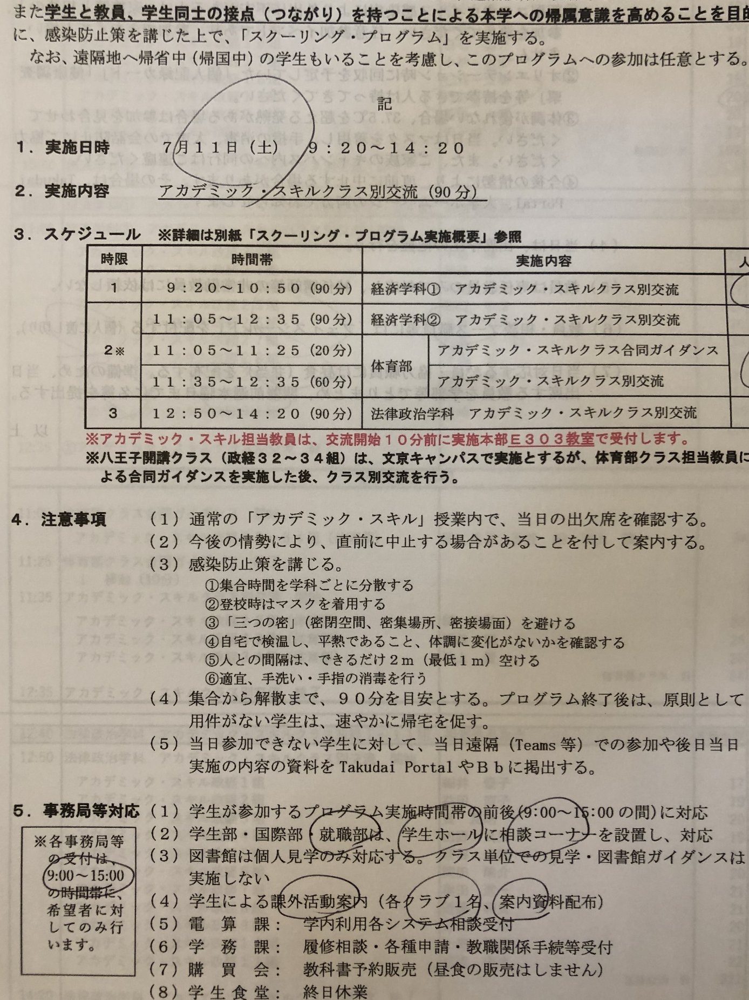 また学生と教員、学生同士の接点（つながり）を持つことによる本学への帰属意識を高めることを目的
に、感染防止策を講じた上で、「スクーリング・プログラム」を実施する。
なお、遠隔地へ帰省中（帰国中）の学生もいることを考慮し、このプログラムへの参加は任意とする。
記
１．実施日時　７月１１日（土）　９：２０～１４：２０
２．実施内容　アカデミック・スキルクラス別交流（90分）
３．スケジュール　※詳細は別紙「スクーリング・プログラム実施概要」参照
時限　時間帯　実施内容　人
1　９：２０～１０：５０（90分）　経済学科①　アカデミック・スキルクラス別交流
１１：０５～１２：３５（90分）　経済学科②　アカデミック・スキルクラス別交流
2※　１１：０５～１１：２５（20分）　体育部　アカデミック・スキルクラス合同ガイダンス
１１：３５～１２：３５（60分）　アカデミック・スキルクラス別交流
3　１２：５０～１４：２０（90分）　法律政治学科　アカデミック・スキルクラス別交流
※アカデミック・スキル担当教員は、交流開始１０分前に実施本部Ｅ３０３教室で受付します。
※八王子開講クラス（政経３２～３４組）は、文京キャンパスで実施とするが、体育部クラス担当教員に
よる合同ガイダンスを実施した後、クラス別交流を行う。
４．注意事項　（１）通常の「アカデミック・スキル」授業内で、当日の出欠席を確認する。
（２）今後の情勢により、直前に中止する場合があることを付して案内する。
（３）感染防止策を講じる。
①集合時間を学科ごとに分散する
②登校時はマスクを着用する
③「三つの密」（密閉空間、密集場所、密接場面）を避ける
④自宅で検温し、平熱であること、体調に変化がないかを確認する
⑤人との間隔は、できるだけ２ｍ（最低１ｍ）空ける
⑥適宜、手洗い・手指の消毒を行う
（４）集合から解散まで、９０分を目安とする。プログラム終了後は、原則として
用件がない学生は、速やかに帰宅を促す。
（５）当日参加できない学生に対して、当日遠隔（Teams 等）での参加や後日当日
実施の内容の資料を Takudai Portal やＢｂに掲出する。
５．事務局等対応（１）学生が参加するプログラム実施時間帯の前後(9:00～15:00 の間)に対応
（２）学生部・国際部・就職部は、学生ホールに相談コーナーを設置し、対応
（３）図書館は個人見学のみ対応する。クラス単位での見学・図書館ガイダンスは
実施しない
（４）学生による課外活動案内（各クラブ１名、案内資料配布）
（５）電　算　課：　学内利用各システム相談受付
（６）学　務　課：　履修相談・各種申請・教職関係手続等受付
（７）購　買　会：　教科書予約販売（昼食の販売はしません）
（８）学 生 食 堂：　終日休業
※各事務局等
の受付は、
9:00～15:00
の時間帯に、
希望者に対
してのみ行
います。